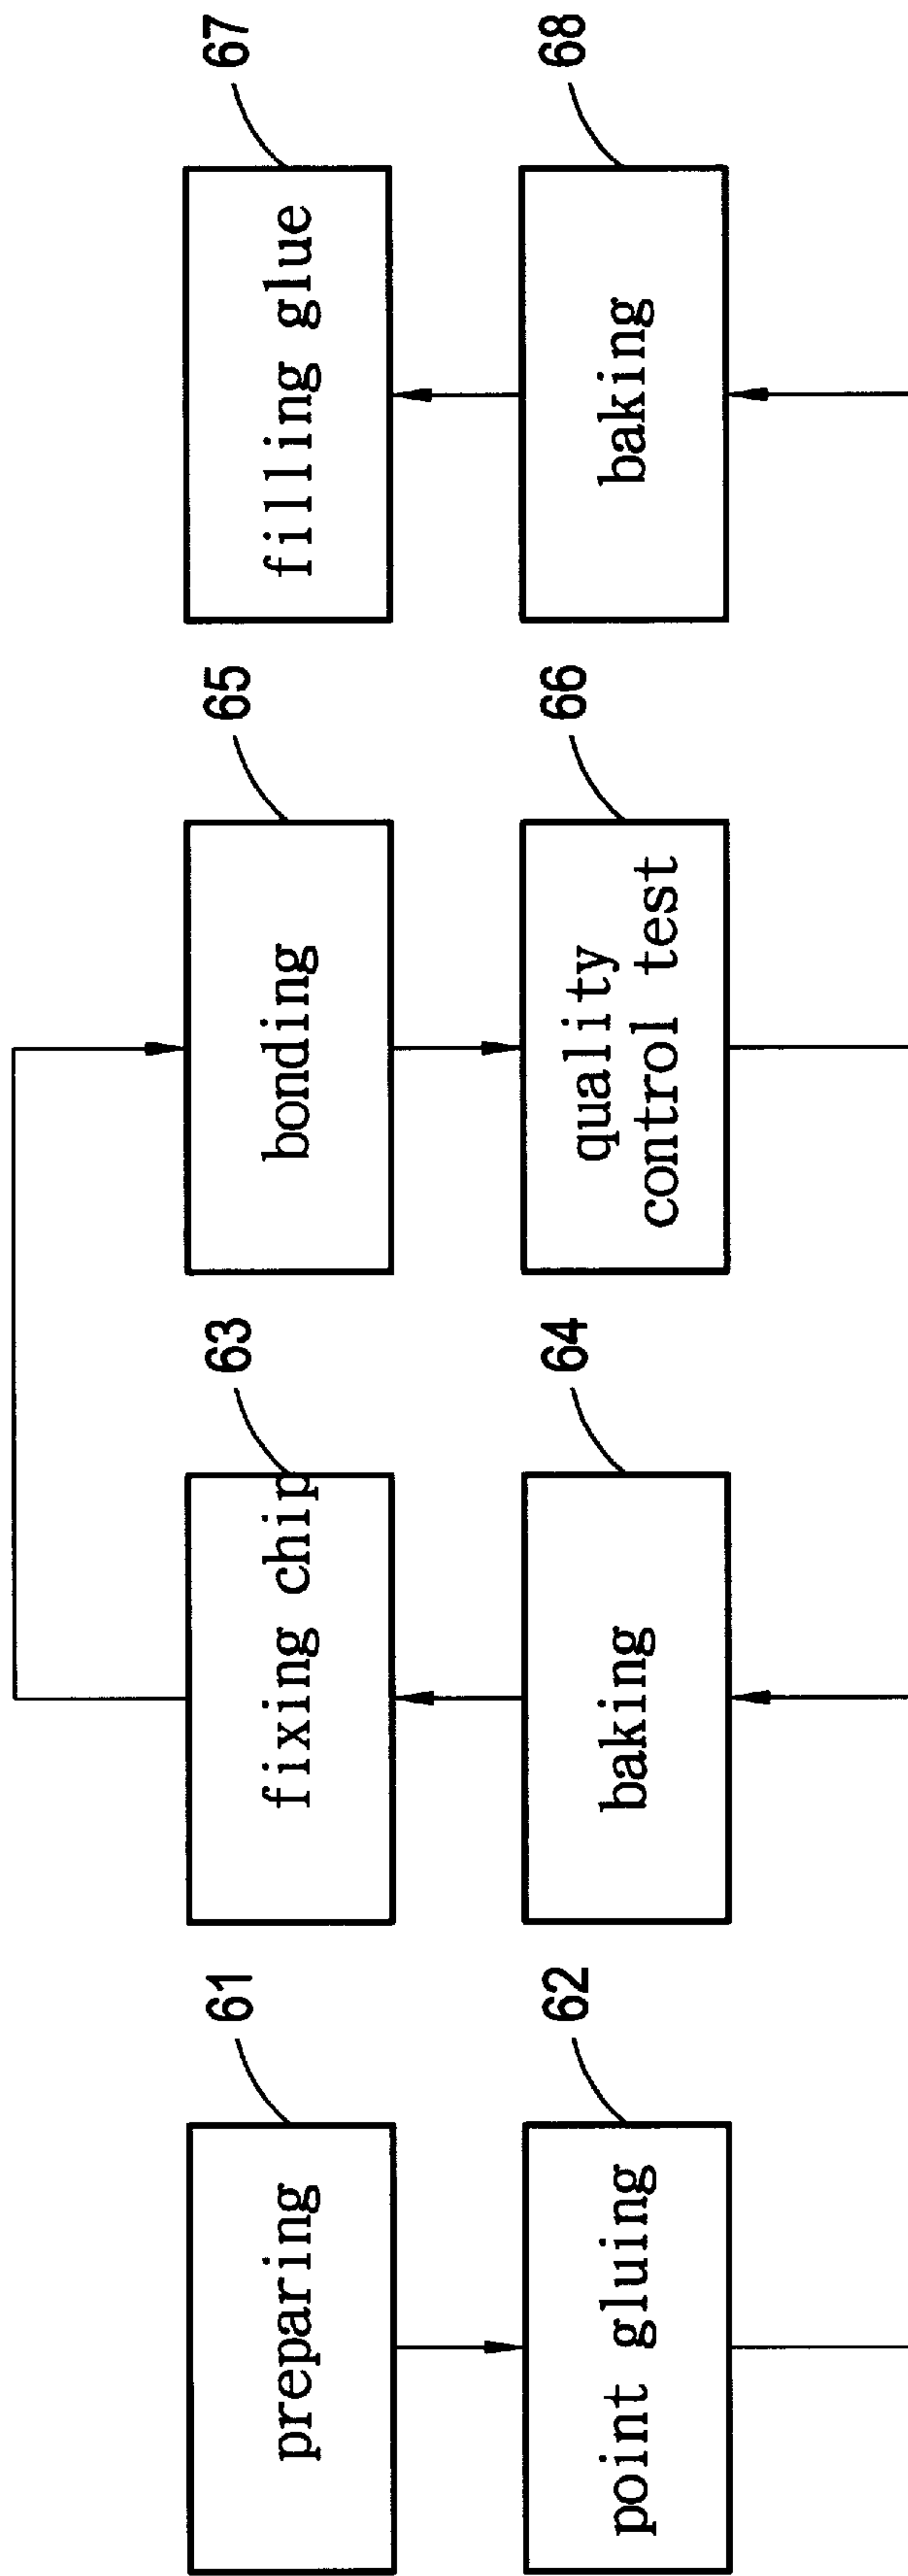 61
preparing
62
point gluing
63
fixing chip
64
baking
65
bonding
66
quality
control test
67
filling glue
68
baking